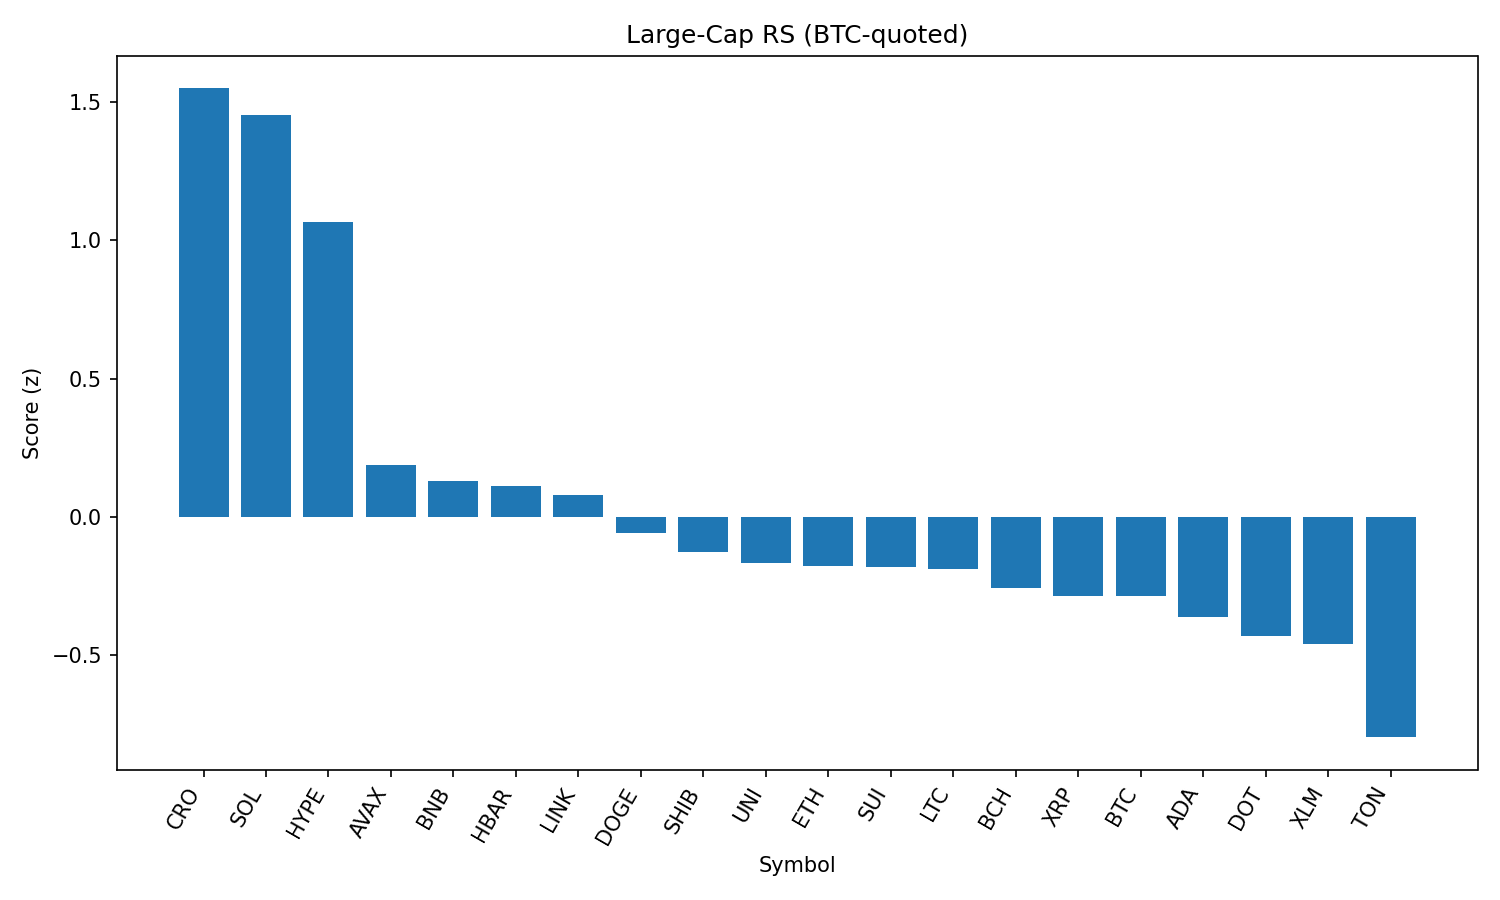 Large-Cap RS (BTC-quoted)
Score (z)
1.5
1.0
0.5
0.0
−0.5
CRO
SOL
HYPE
AVAX
BNB
HBAR
LINK
DOGE
SHIB
UNI
ETH
SUI
LTC
BCH
XRP
BTC
ADA
DOT
XLM
TON
Symbol